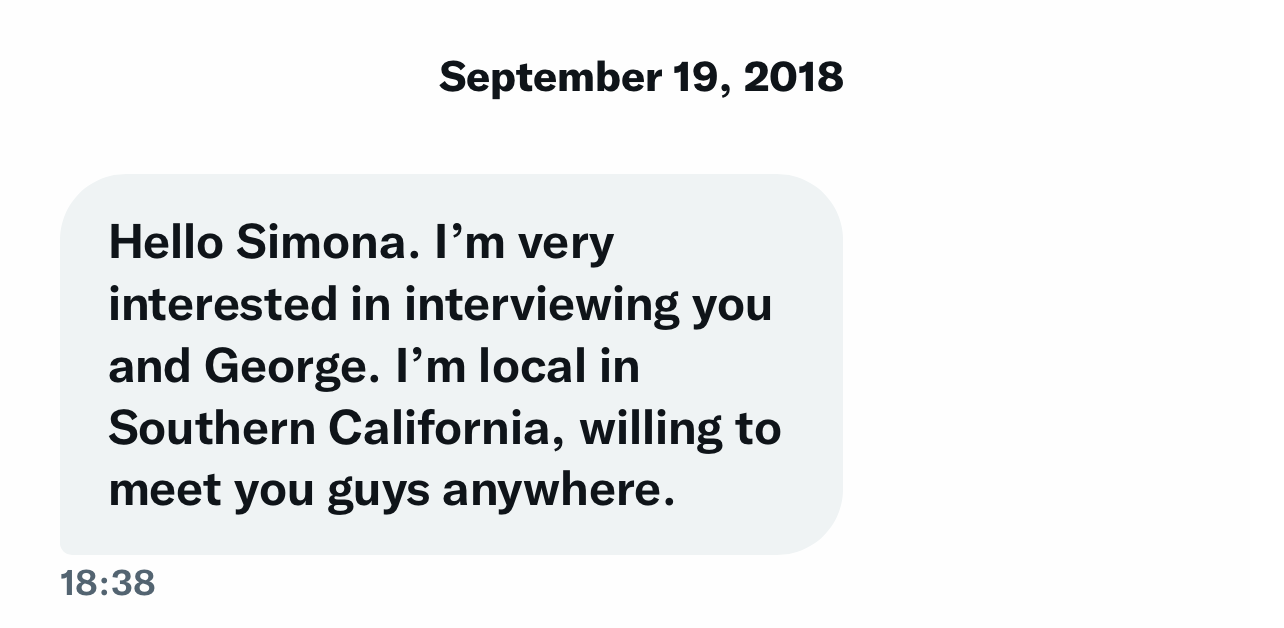 September 19, 2018
Hello Simona. I’m very
interested in interviewing you
and George. I’m local in
Southern California, willing to
meet you guys anywhere.
18:38